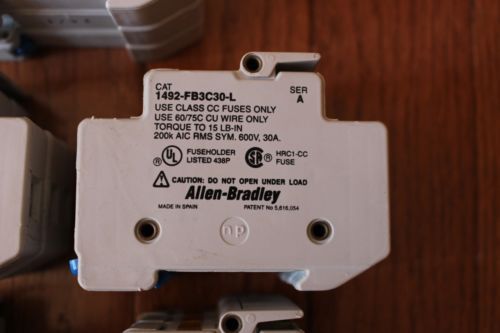 CAT
1492-FB3C30-L
SER
A
USE CLASS CC FUSES ONLY
USE 60/75C CU WIRE ONLY
TORQUE TO 15 LB-IN
200k AIC RMS SYM. 600V, 30A.
UL
FUSEHOLDER
LISTED 438P
SA
HRC1-CC
FUSE
CAUTION: DO NOT OPEN UNDER LOAD
Allen-Bradley
MADE IN SPAIN
PATENT No 5,616,054